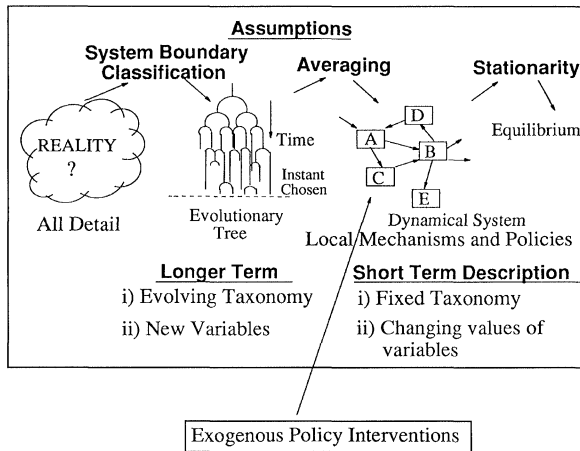 Assumptions
System Boundary
Classification
Averaging
Stationarity
REALITY
?
All Detail
Time
Instant
Chosen
Evolutionary
Tree
A
D
B
C
E
Equilibrium
Dynamical System
Local Mechanisms and Policies
Longer Term
i) Evolving Taxonomy
ii) New Variables
Short Term Description
i) Fixed Taxonomy
ii) Changing values of
variables
Exogenous Policy Interventions